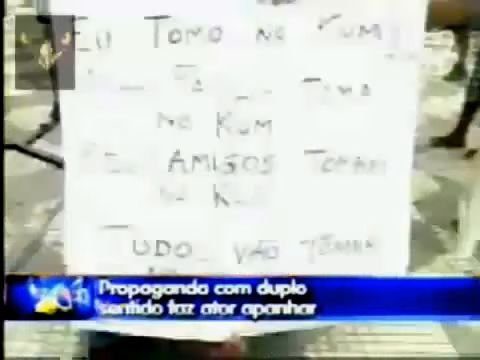 EU TOMO NO KUM
TOMA
NO KUM
AMIGOS TOMAM
NO KUM
TUDO VÃO TOMAR
Propaganda com duplo
sentido faz ator apanhar